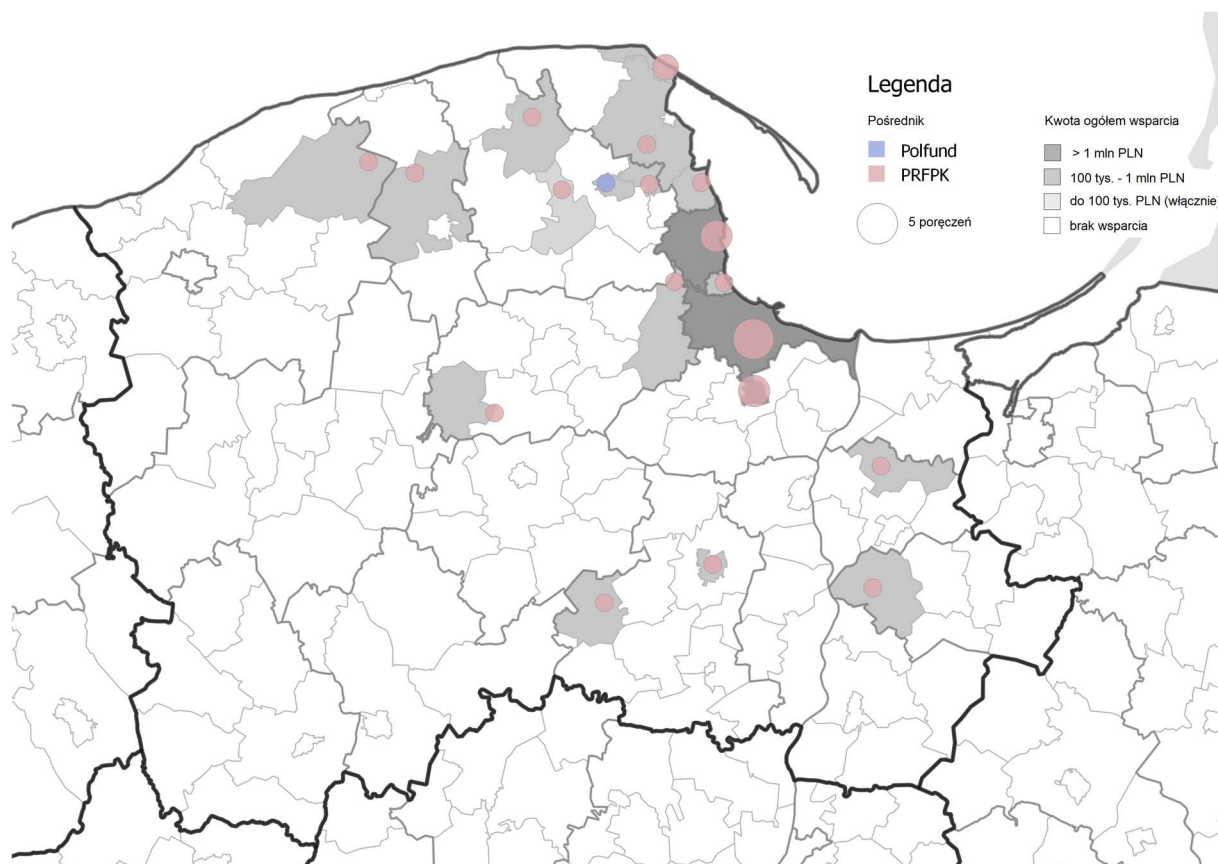 Legenda
Pośrednik
Polfund
PRFPK
5 poręczeń
Kwota ogółem wsparcia
> 1 mln PLN
100 tys. - 1 mln PLN
do 100 tys. PLN (włącznie)
brak wsparcia